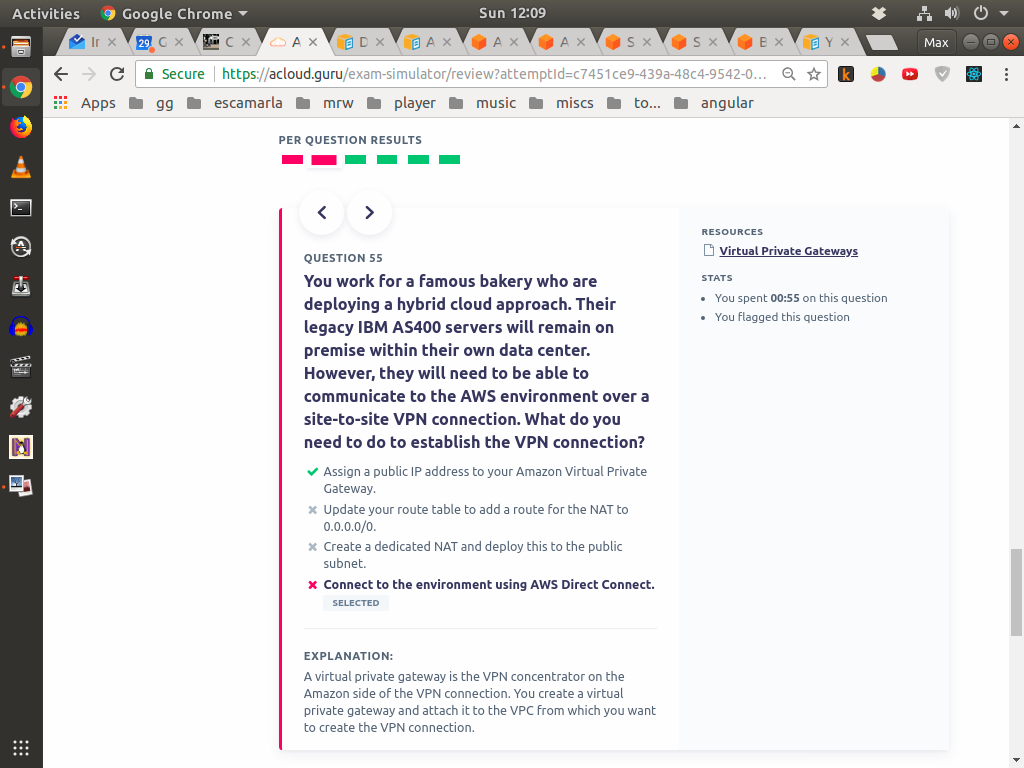 Activities Google Chrome Sun 12:09
Ir 29 C C A D A A A S S B Y Max
Secure https://acloud.guru/exam-simulator/review?attemptId=c7451ce9-439a-48c4-9542-0...
Apps gg escamarla mrw player music miscs to... angular
PER QUESTION RESULTS
QUESTION 55
You work for a famous bakery who are
deploying a hybrid cloud approach. Their
legacy IBM AS400 servers will remain on
premise within their own data center.
However, they will need to be able to
communicate to the AWS environment over a
site-to-site VPN connection. What do you
need to do to establish the VPN connection?
Assign a public IP address to your Amazon Virtual Private
Gateway.
Update your route table to add a route for the NAT to
0.0.0.0/0.
Create a dedicated NAT and deploy this to the public
subnet.
Connect to the environment using AWS Direct Connect.
SELECTED
EXPLANATION:
A virtual private gateway is the VPN concentrator on the
Amazon side of the VPN connection. You create a virtual
private gateway and attach it to the VPC from which you want
to create the VPN connection.
RESOURCES
Virtual Private Gateways
STATS
You spent 00:55 on this question
You flagged this question